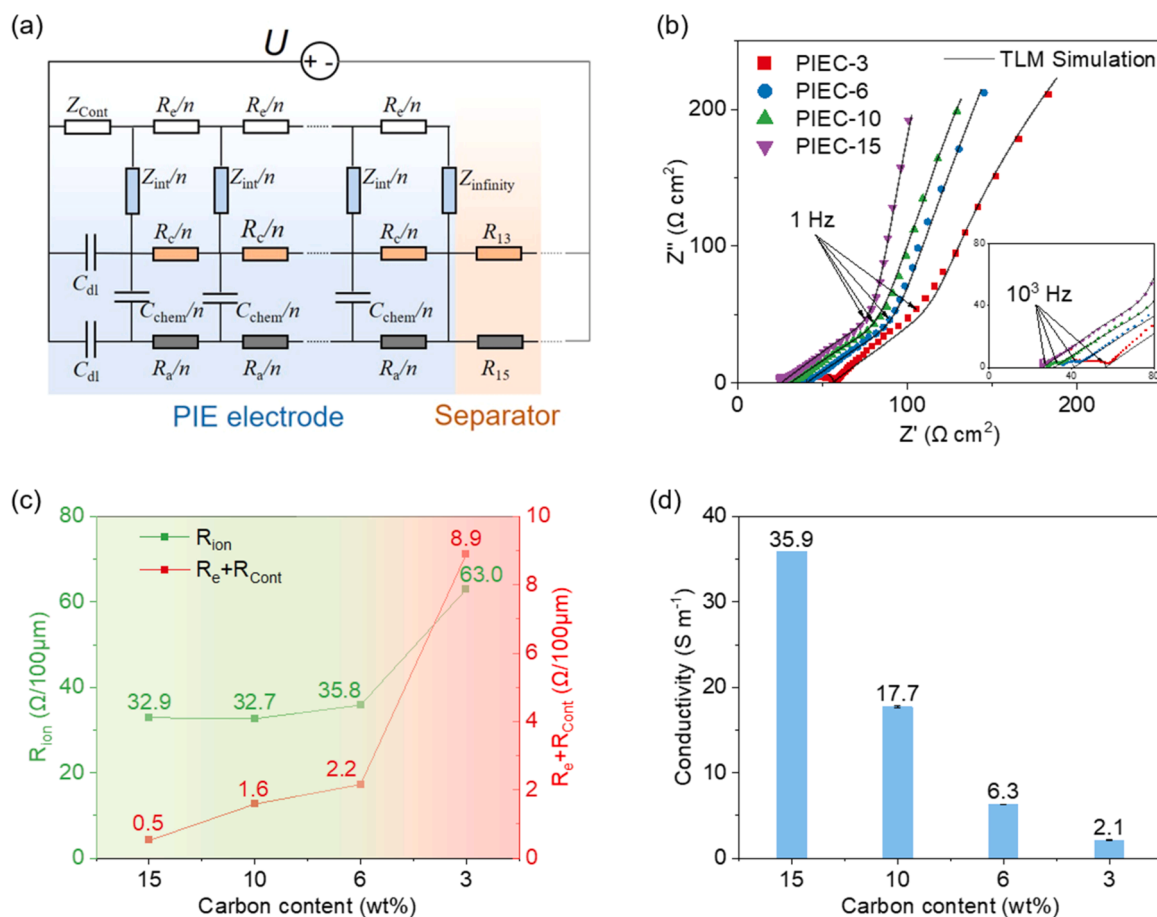 (a)
U
+ -
Z_Cont R_e/n R_e/n R_e/n
Z_int/n Z_int/n Z_int/n Z_infinity
R_c/n R_c/n R_c/n R_13
C_dl
C_chem/n C_chem/n C_chem/n
C_dl R_a/n R_a/n R_a/n R_15
PIE electrode Separator
(b)
PIEC-3 TLM Simulation
PIEC-6
PIEC-10
PIEC-15
1 Hz
10³ Hz
80
40
0
0 40 80
200
100
0
0 100 200
Z'' (Ω cm²)
Z' (Ω cm²)
(c)
R_ion
R_e+R_Cont
80
60
40
30
10
0
R_ion (Ω/100μm)
32.9 32.7 35.8 63.0
0.5 1.6 2.2 8.9
10
8
6
4
2
0
R_e+R_Cont (Ω/100μm)
15 10 6 3
Carbon content (wt%)
(d)
40
30
20
10
0
Conductivity (S m⁻¹)
35.9
17.7
6.3
2.1
15 10 6 3
Carbon content (wt%)